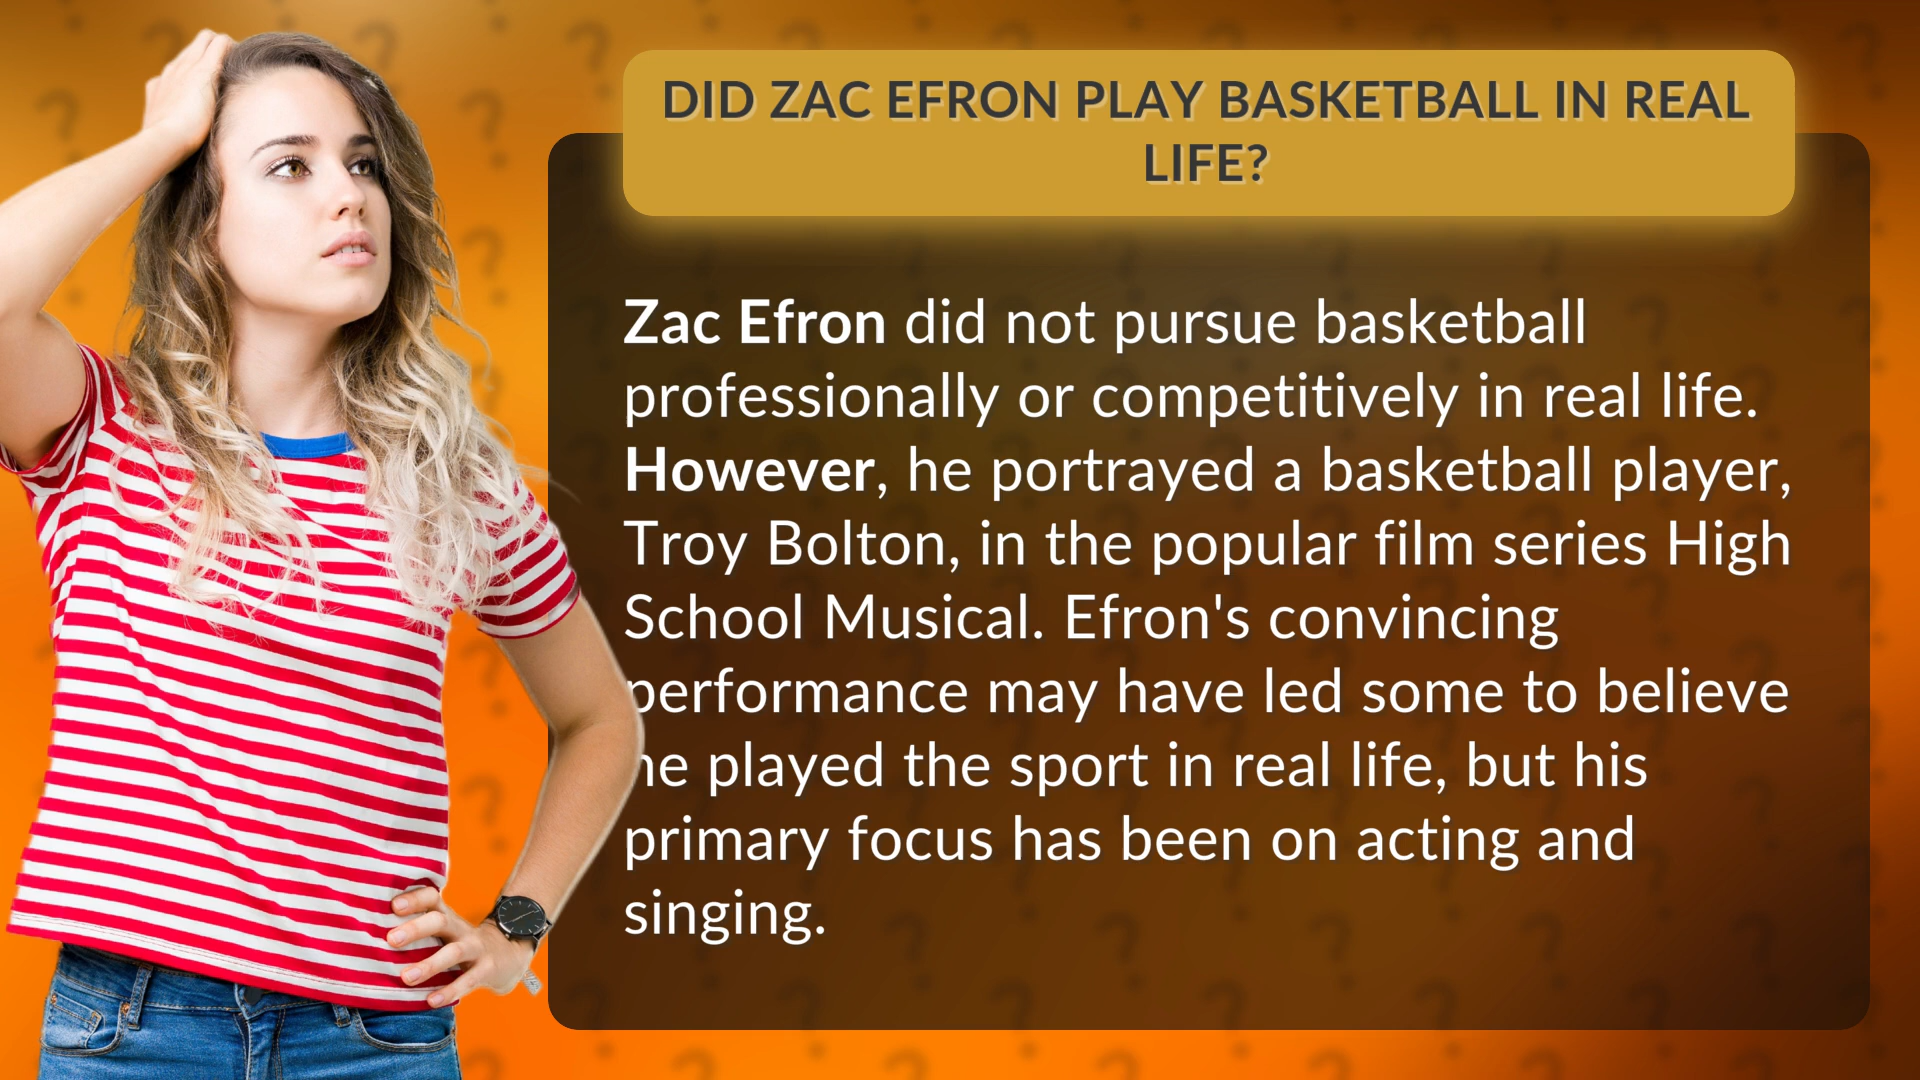 DID ZAC EFRON PLAY BASKETBALL IN REAL
LIFE?
Zac Efron did not pursue basketball
professionally or competitively in real life.
However, he portrayed a basketball player,
Troy Bolton, in the popular film series High
School Musical. Efron's convincing
performance may have led some to believe
he played the sport in real life, but his
primary focus has been on acting and
singing.